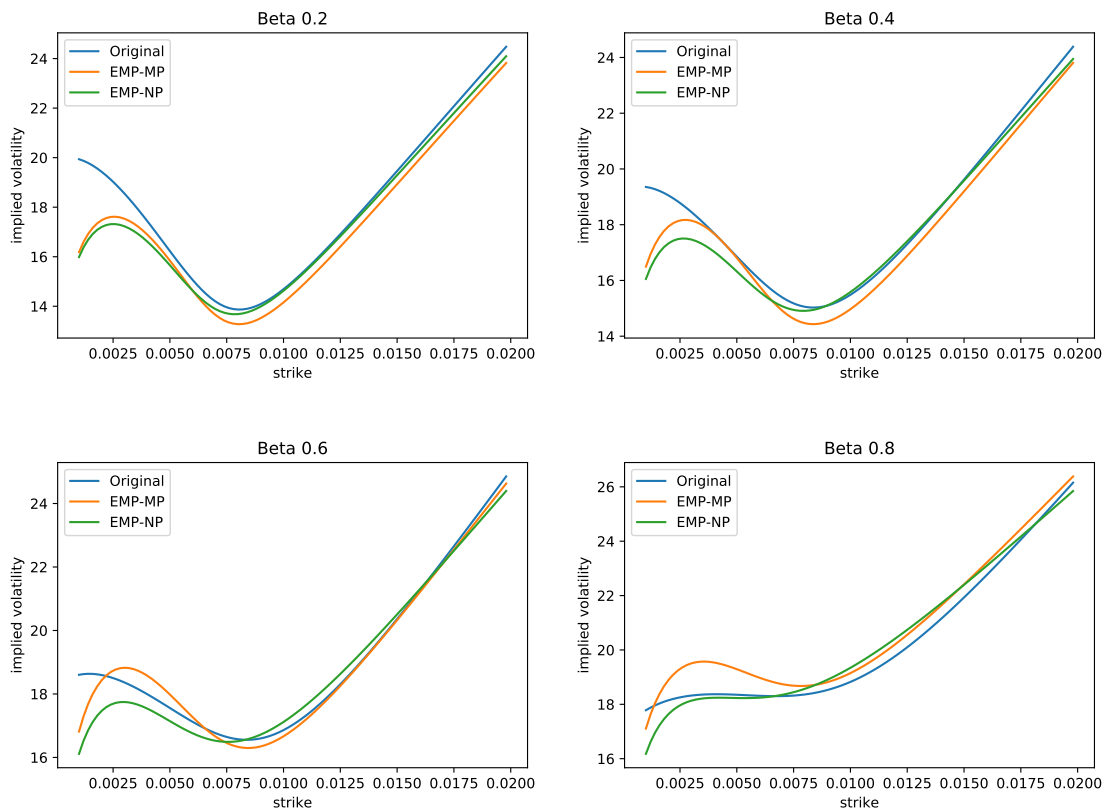 Beta 0.2
Original
EMP-MP
EMP-NP
implied volatility
24
22
20
18
16
14
0.0025 0.0050 0.0075 0.0100 0.0125 0.0150 0.0175 0.0200
strike
Beta 0.4
Original
EMP-MP
EMP-NP
implied volatility
24
22
20
18
16
14
0.0025 0.0050 0.0075 0.0100 0.0125 0.0150 0.0175 0.0200
strike
Beta 0.6
Original
EMP-MP
EMP-NP
implied volatility
24
22
20
18
16
0.0025 0.0050 0.0075 0.0100 0.0125 0.0150 0.0175 0.0200
strike
Beta 0.8
Original
EMP-MP
EMP-NP
implied volatility
26
24
22
20
18
16
0.0025 0.0050 0.0075 0.0100 0.0125 0.0150 0.0175 0.0200
strike